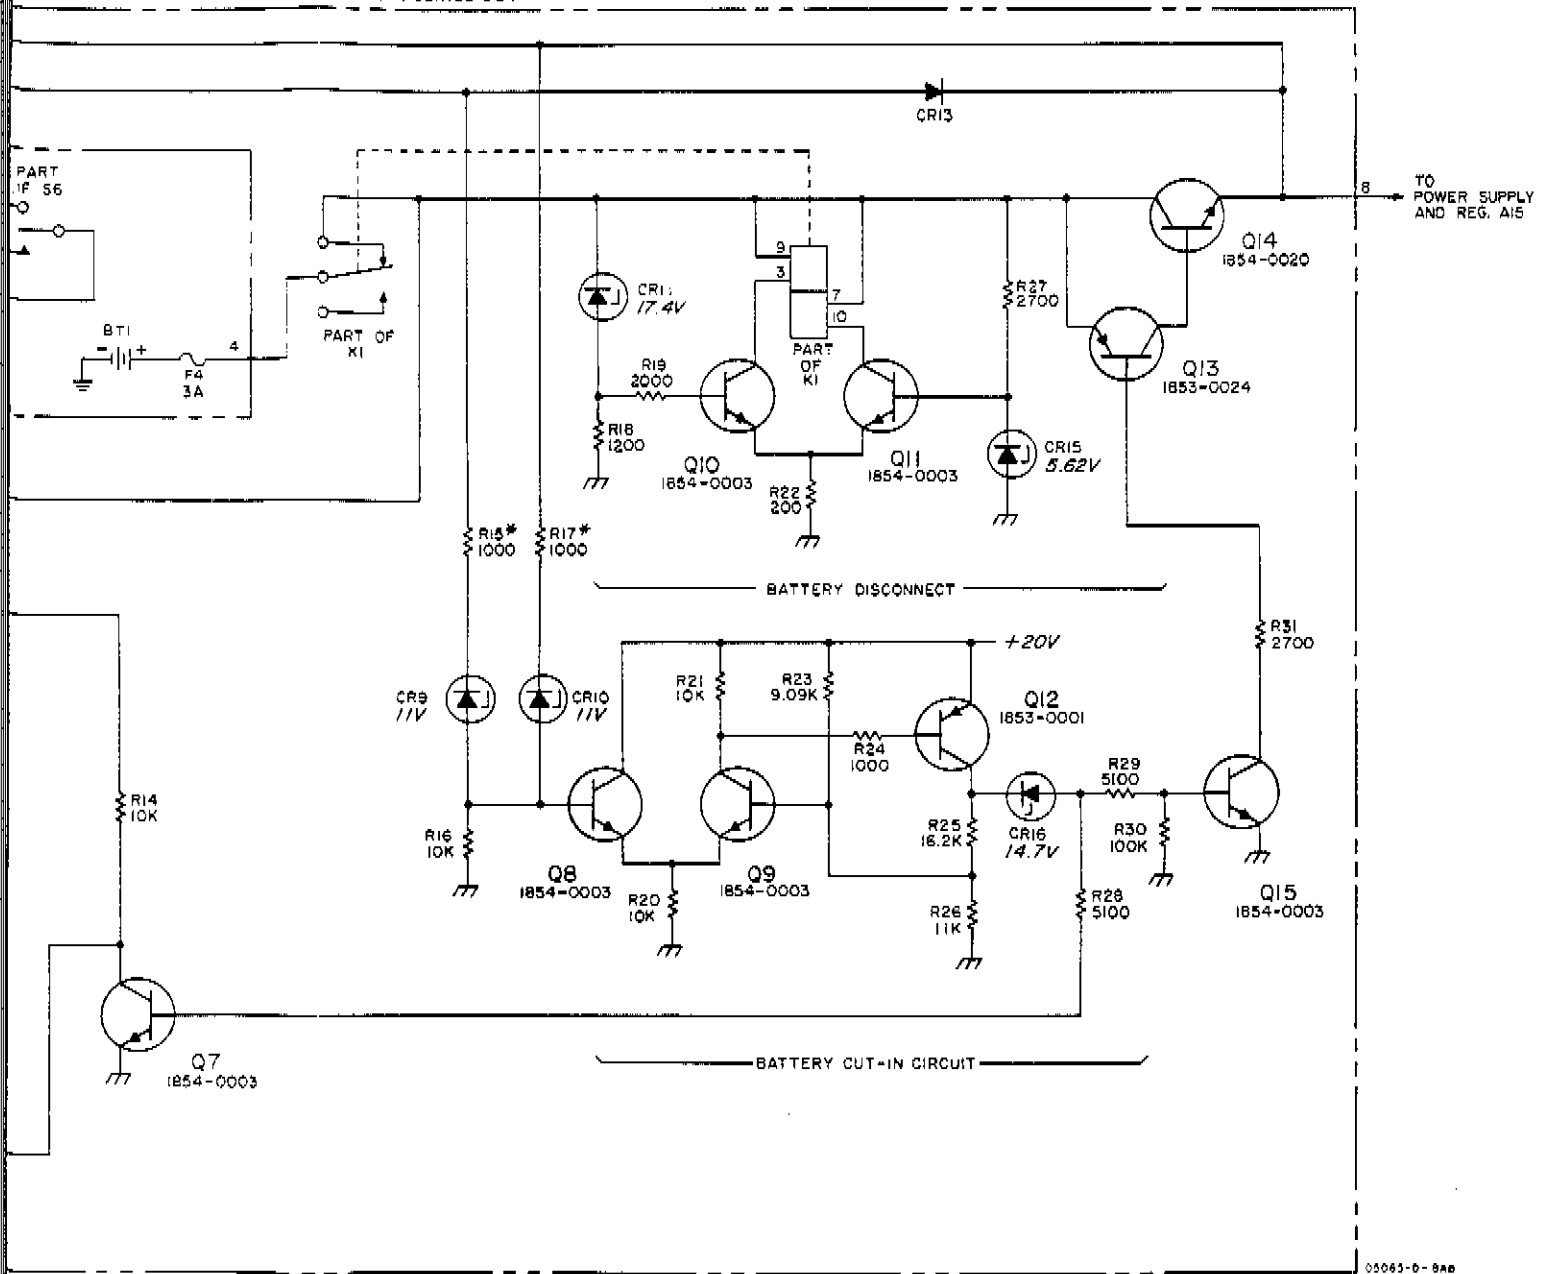 CR13
PART
OF S6
TO
POWER SUPPLY
AND REG. A15
8
Q14
1854-0020
9
3
7
10
CR11
17.4V
R27
2700
PART OF
K1
BT1
- +
4
F4
3A
PART
OF
K1
Q13
1853-0024
R19
2000
R18
1200
CR15
5.62V
Q10
1854-0003
Q11
1854-0003
R22
200
R15*
1000
R17*
1000
BATTERY DISCONNECT
+20V
R31
2700
CR9
11V
CR10
11V
R21
10K
R23
9.09K
Q12
1853-0001
R24
1000
R29
5100
R14
10K
R16
10K
R25
16.2K
CR16
14.7V
R30
100K
Q8
1854-0003
Q9
1854-0003
R20
10K
R26
11K
R28
5100
Q15
1854-0003
Q7
1854-0003
BATTERY CUT-IN CIRCUIT